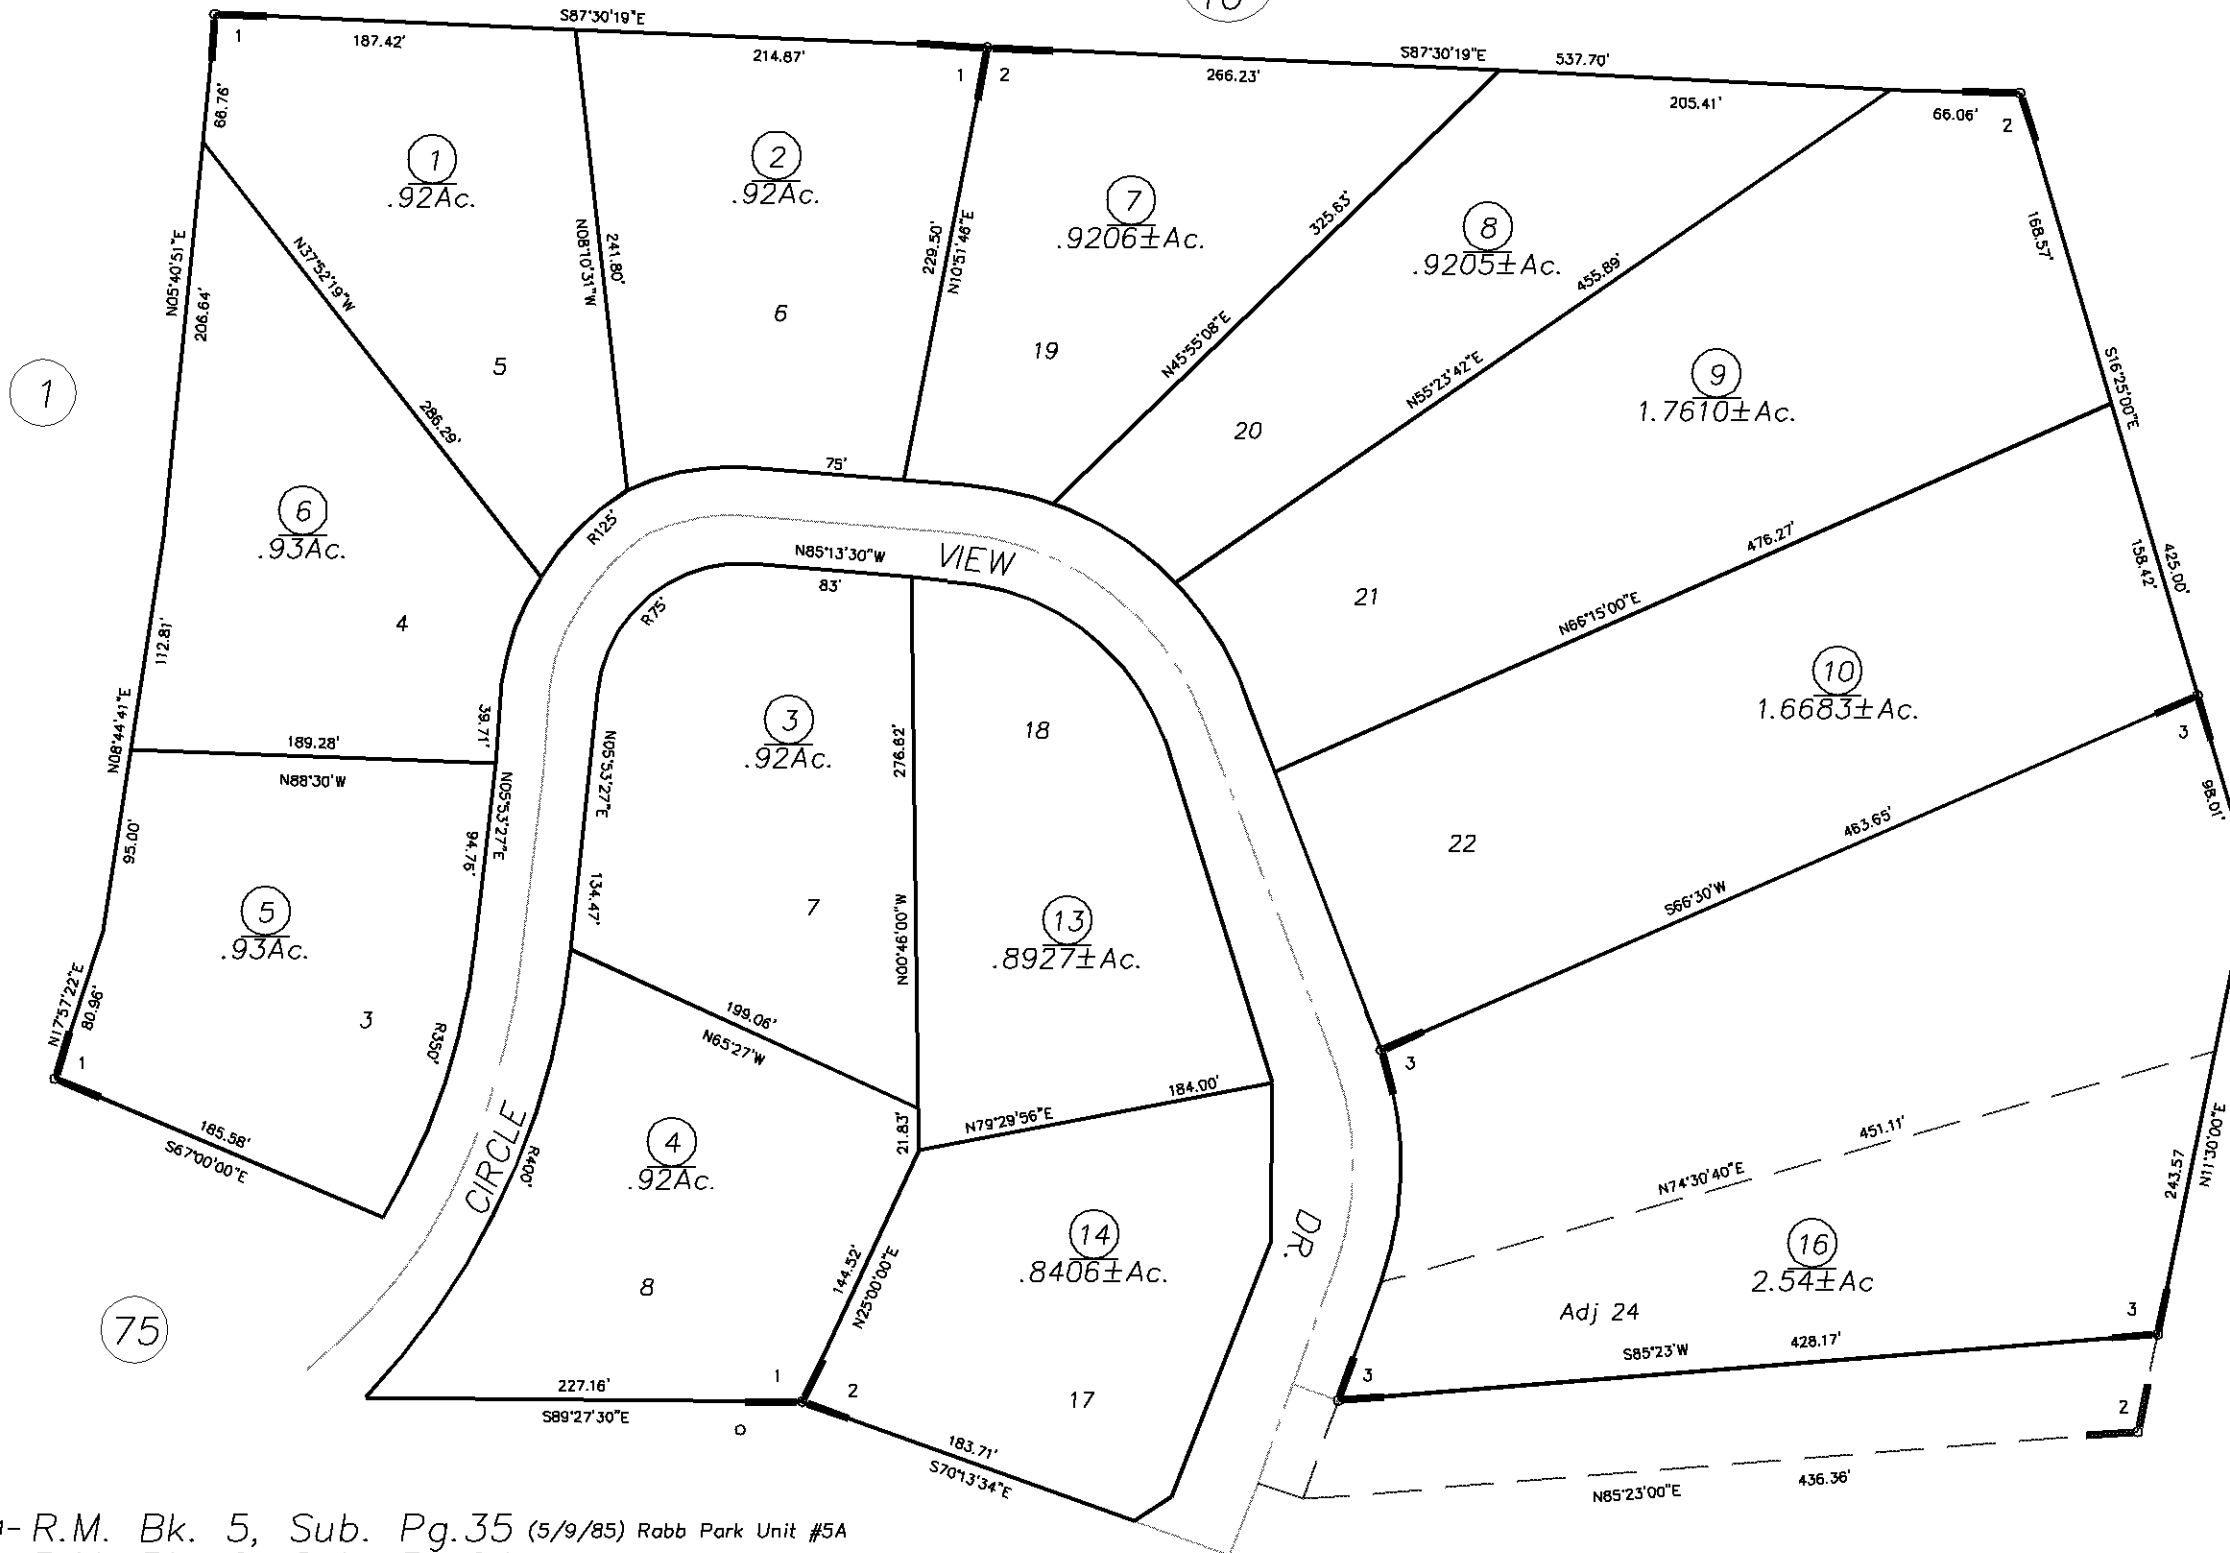 S87°30'19"E
187.42'
1
214.87'
1
2
266.23'
S87°30'19"E
537.70'
205.41'
66.06'
2
66.76'
1
.92Ac.
2
.92Ac.
7
.9206±Ac.
8
.9205±Ac.
168.57'
N05°40'51"E
206.64'
N37°52'19"W
286.29'
N08°10'31"W
241.80'
229.50'
N10°51'46"E
325.63'
N45°55'08"E
455.89'
N55°23'42"E
S16°25'00"E
5
6
19
20
9
1.7610±Ac.
1
6
.93Ac.
4
112.81'
75'
R125'
N85°13'30"W
83'
R75'
VIEW
21
476.27'
N66°15'00"E
158.42'
425.00'
N08°44'41"E
189.28'
N88°30'W
39.71'
N05°53'27"E
94.76'
N05°53'27"E
134.47'
3
.92Ac.
276.62'
18
10
1.6683±Ac.
3
98.01'
22
463.65'
S66°30'W
95.00'
5
.93Ac.
3
7
N00°46'00"W
13
.8927±Ac.
N17°57'22"E
80.96'
1
R350'
199.06'
N65°27'W
3
184.00'
N79°29'56"E
21.83'
185.58'
S67°00'00"E
CIRCLE
R400'
4
.92Ac.
8
144.52'
N25°00'00"E
14
.8406±Ac.
DR.
451.11'
N74°30'40"E
243.57
N11°30'00"E
16
2.54±Ac
Adj 24
3
428.17'
S85°23'W
3
75
227.16'
S89°27'30"E
1
2
17
183.71'
S70°13'34"E
2
436.36'
N85°23'00"E
- R.M. Bk. 5, Sub. Pg.35 (5/9/85) Rabb Park Unit #5A